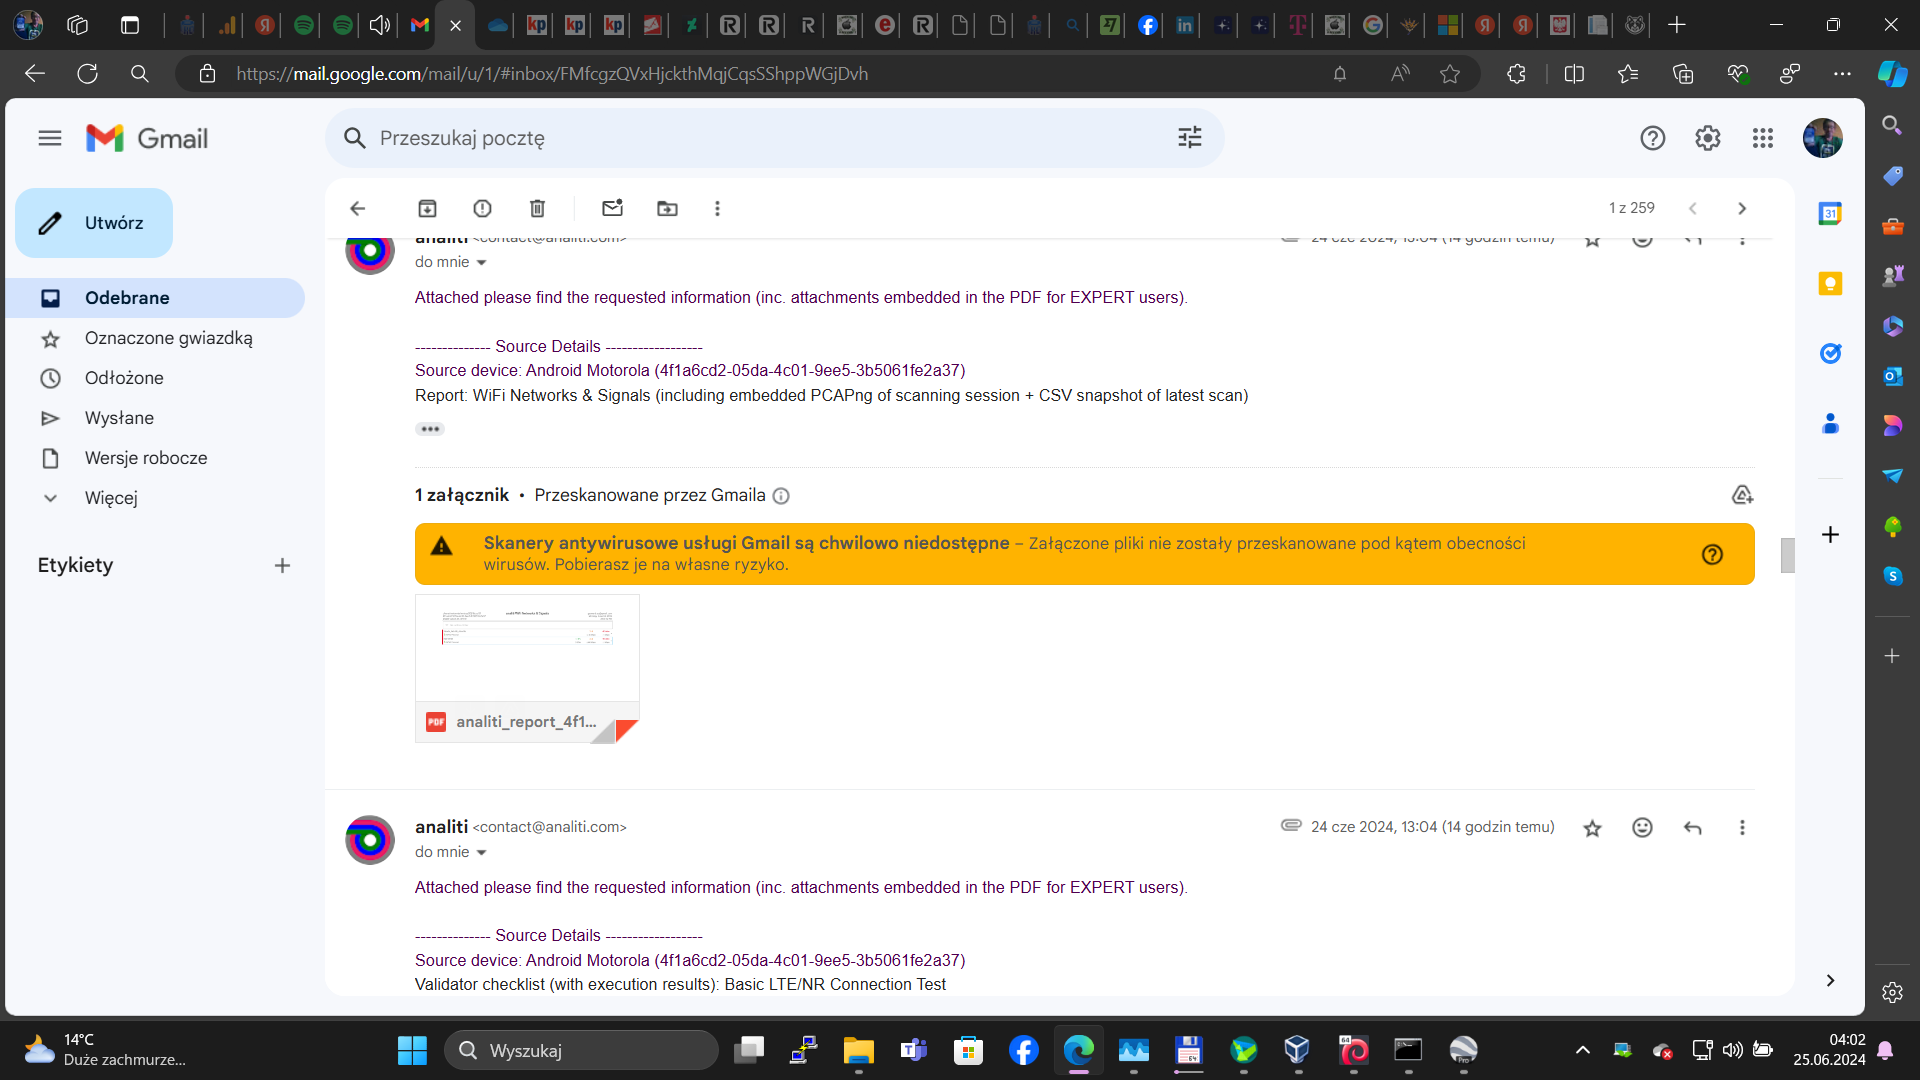 https://mail.google.com/mail/u/1/#inbox/FMfcgzQVxHjckthMqjCqsSShppWGjDvh
Gmail
Przeszukaj pocztę
Utwórz
1 z 259
Odebrane
Oznaczone gwiazdką
Odłożone
Wysłane
Wersje robocze
Więcej
Etykiety
analiti <contact@analiti.com>
24 cze 2024, 13:04 (14 godzin temu)
do mnie
Attached please find the requested information (inc. attachments embedded in the PDF for EXPERT users).
-------------- Source Details ------------------
Source device: Android Motorola (4f1a6cd2-05da-4c01-9ee5-3b5061fe2a37)
Report: WiFi Networks & Signals (including embedded PCAPng of scanning session + CSV snapshot of latest scan)
1 załącznik • Przeskanowane przez Gmaila
Skanery antywirusowe usługi Gmail są chwilowo niedostępne – Załączone pliki nie zostały przeskanowane pod kątem obecności
wirusów. Pobierasz je na własne ryzyko.
PDF analiti_report_4f1...
analiti <contact@analiti.com>
24 cze 2024, 13:04 (14 godzin temu)
do mnie
Attached please find the requested information (inc. attachments embedded in the PDF for EXPERT users).
-------------- Source Details ------------------
Source device: Android Motorola (4f1a6cd2-05da-4c01-9ee5-3b5061fe2a37)
Validator checklist (with execution results): Basic LTE/NR Connection Test
14°C
Duże zachmurze...
Wyszukaj
04:02
25.06.2024